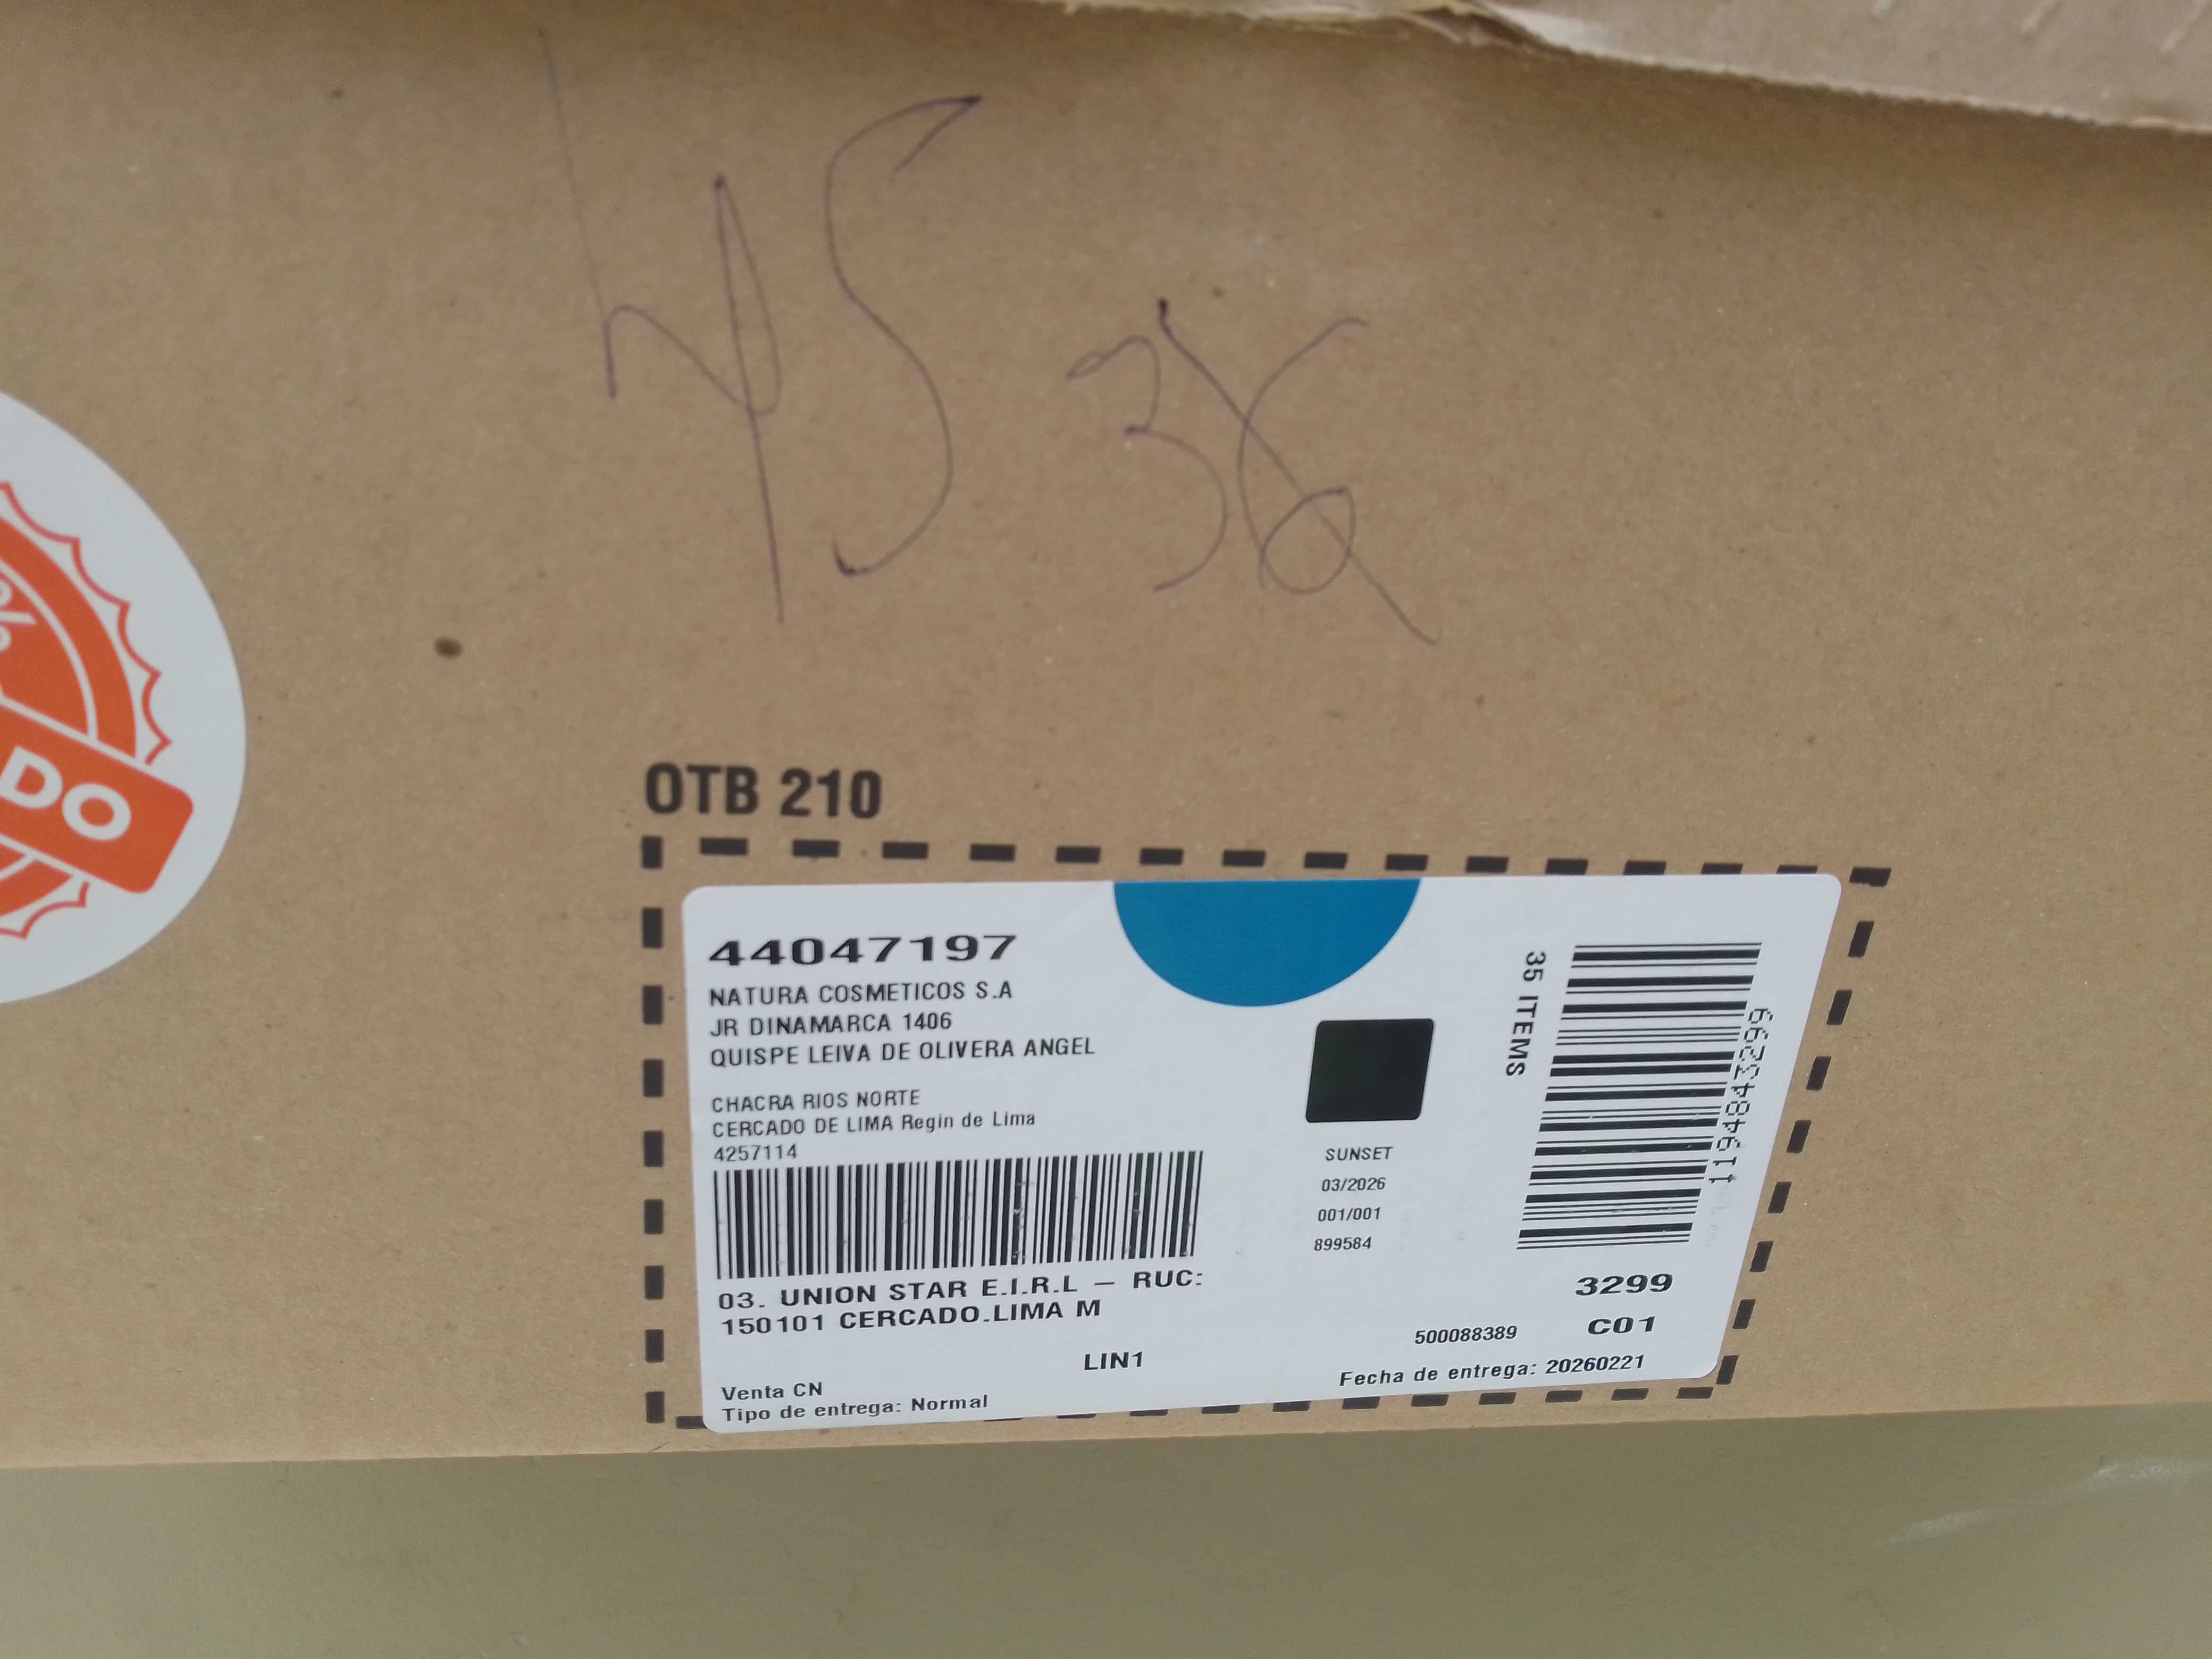 45 36
%
DO
OTB 210
44047197
NATURA COSMETICOS S.A
JR DINAMARCA 1406
QUISPE LEIVA DE OLIVERA ANGEL
CHACRA RIOS NORTE
CERCADO DE LIMA Regin de Lima
4257114
03. UNION STAR E.I.R.L – RUC:
150101 CERCADO.LIMA M
LIN1
Venta CN
Tipo de entrega: Normal
SUNSET
03/2026
001/001
899584
35 ITEMS
3299
C01
500088389
Fecha de entrega: 20260221